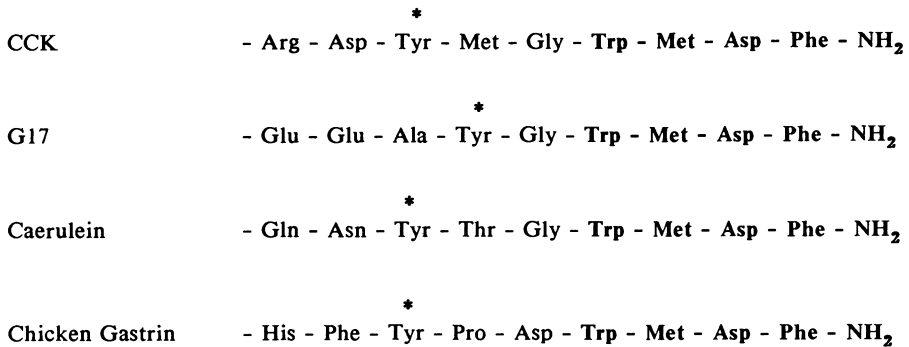 *
CCK - Arg - Asp - Tyr - Met - Gly - Trp - Met - Asp - Phe - NH₂
*
G17 - Glu - Glu - Ala - Tyr - Gly - Trp - Met - Asp - Phe - NH₂
*
Caerulein - Gln - Asn - Tyr - Thr - Gly - Trp - Met - Asp - Phe - NH₂
*
Chicken Gastrin - His - Phe - Tyr - Pro - Asp - Trp - Met - Asp - Phe - NH₂